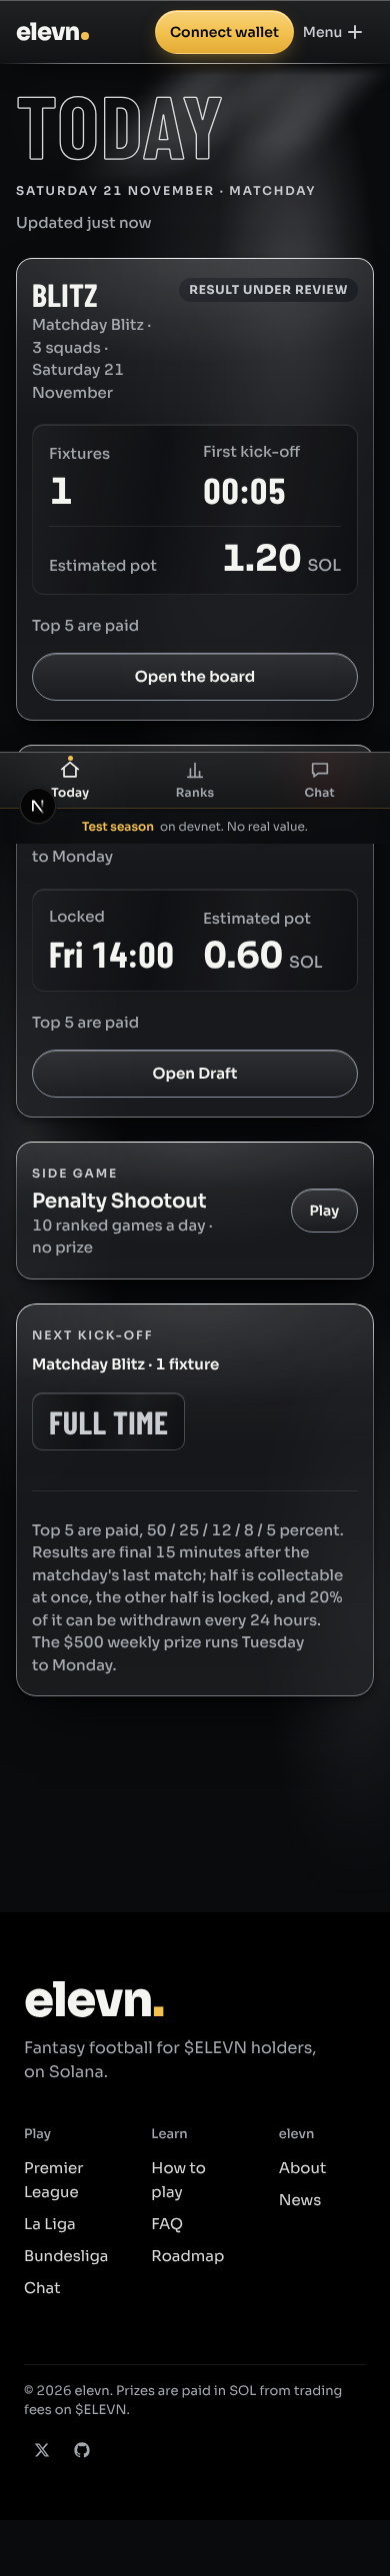 elevn.
Connect wallet
Menu
TODAY
SATURDAY 21 NOVEMBER · MATCHDAY
Updated just now
BLITZ
RESULT UNDER REVIEW
Matchday Blitz ·
3 squads ·
Saturday 21
November
Fixtures
First kick-off
1
00:05
Estimated pot
1.20 SOL
Top 5 are paid
Open the board
Today
Ranks
Chat
N
Test season on devnet. No real value.
to Monday
Locked
Estimated pot
Fri 14:00
0.60 SOL
Top 5 are paid
Open Draft
SIDE GAME
Penalty Shootout
10 ranked games a day ·
no prize
Play
NEXT KICK-OFF
Matchday Blitz · 1 fixture
FULL TIME
Top 5 are paid, 50 / 25 / 12 / 8 / 5 percent.
Results are final 15 minutes after the
matchday's last match; half is collectable
at once, the other half is locked, and 20%
of it can be withdrawn every 24 hours.
The $500 weekly prize runs Tuesday
to Monday.
elevn.
Fantasy football for $ELEVN holders,
on Solana.
Play
Learn
elevn
Premier
League
La Liga
Bundesliga
Chat
How to
play
FAQ
Roadmap
About
News
© 2026 elevn. Prizes are paid in SOL from trading
fees on $ELEVN.